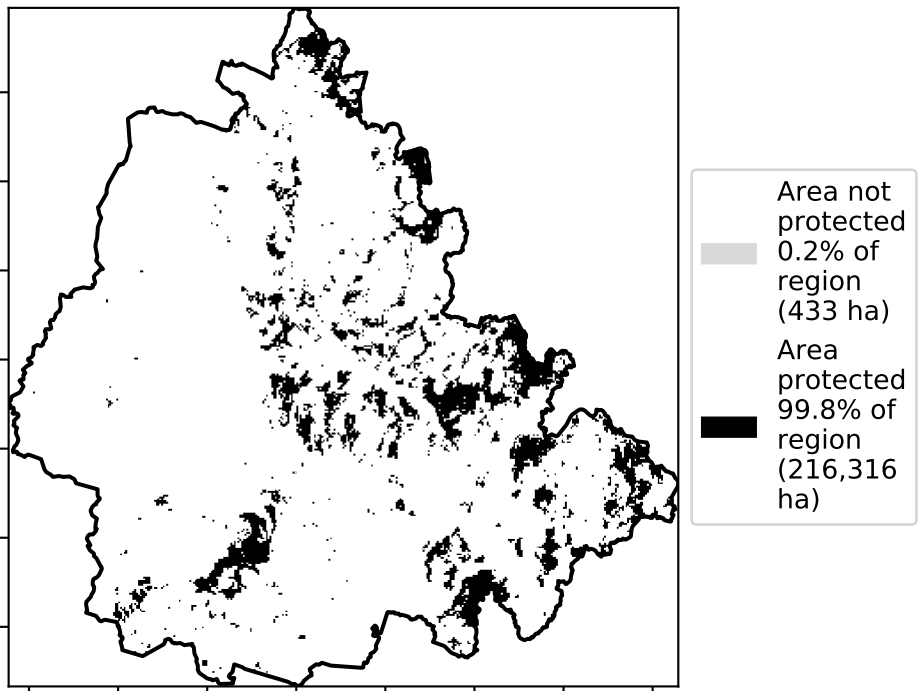 Area not
protected
0.2% of
region
(433 ha)
Area
protected
99.8% of
region
(216,316
ha)